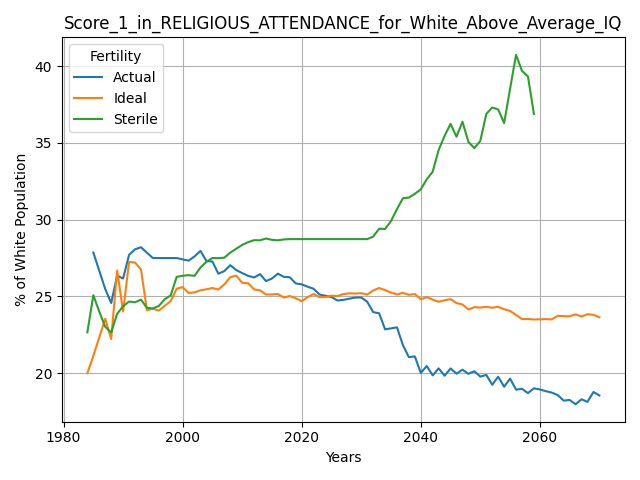 Score_1_in_RELIGIOUS_ATTENDANCE_for_White_Above_Average_IQ
Fertility
Actual
Ideal
Sterile
% of White Population
40
35
30
25
20
1980
2000
2020
2040
2060
Years